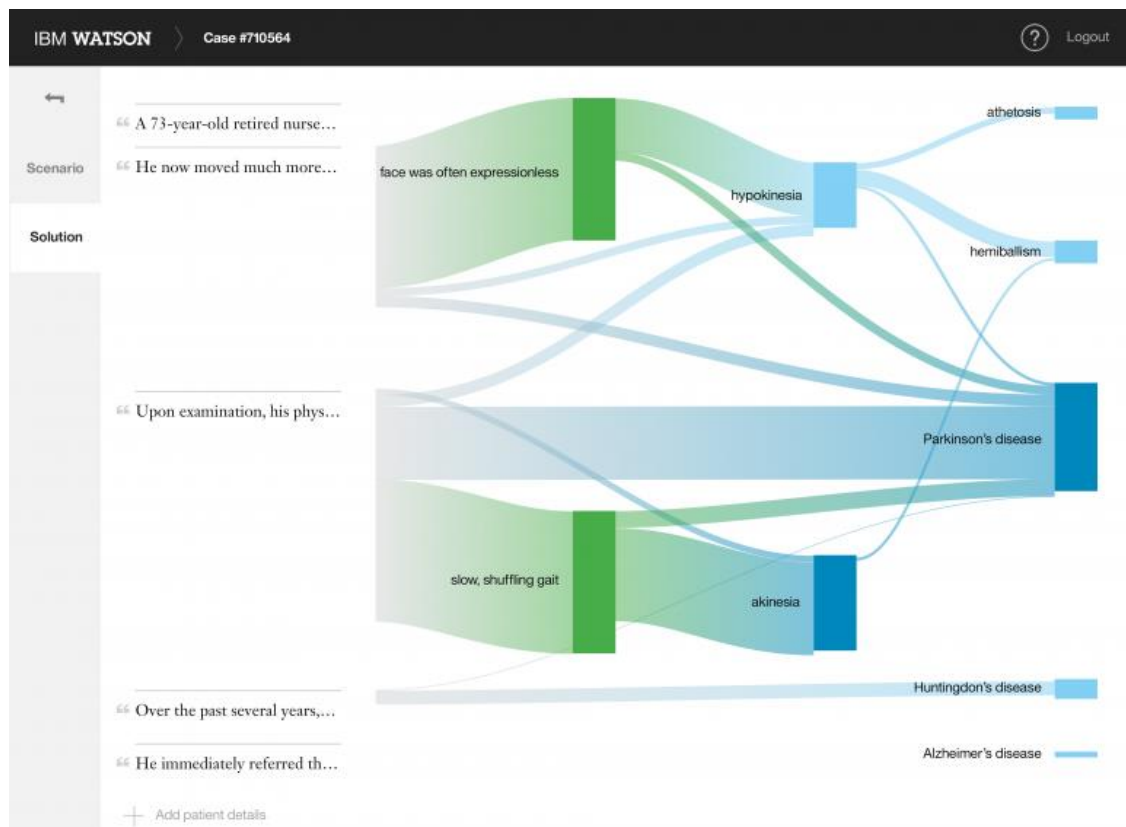 IBM WATSON
Case #710564
?
Logout
Scenario
Solution
“ A 73-year-old retired nurse…
“ He now moved much more…
“ Upon examination, his phys…
“ Over the past several years,…
“ He immediately referred th…
Add patient details
face was often expressionless
slow, shuffling gait
hypokinesia
akinesia
athetosis
hemiballism
Parkinson's disease
Huntingdon's disease
Alzheimer's disease